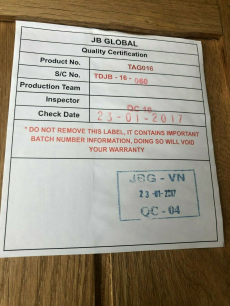 JB GLOBAL
Quality Certification
Product No. TAG016
S/C No. TDJB - 16 - 060
Production Team
Inspector QC 10
Check Date 23-01-2017
* DO NOT REMOVE THIS LABEL, IT CONTAINS IMPORTANT
BATCH NUMBER INFORMATION, DOING SO WILL VOID
YOUR WARRANTY
JBG - VN
23-01-2017
QC - 04